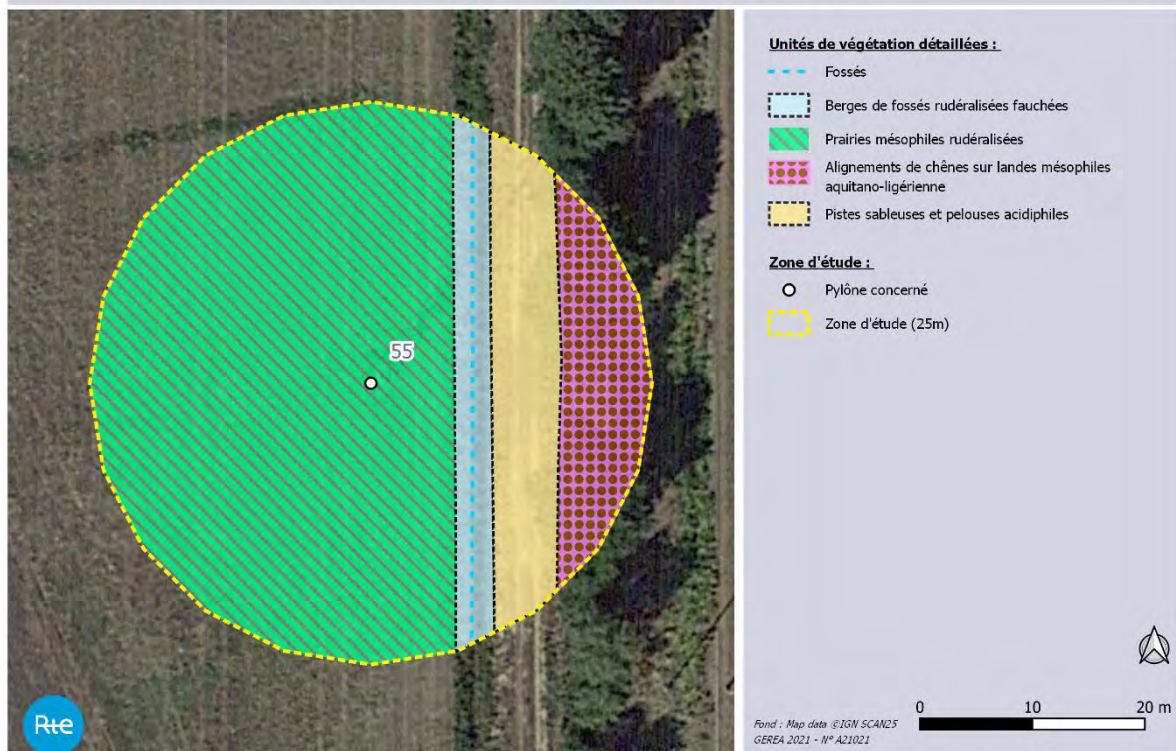 Unités de végétation détaillées :
Fossés
Berges de fossés rudéralisées fauchées
Prairies mésophiles rudéralisées
Alignements de chênes sur landes mésophiles
aquitano-ligérienne
Pistes sableuses et pelouses acidiphiles
Zone d'étude :
Pylône concerné
Zone d'étude (25m)
55
Rte
0 10 20 m
Fond : Map data ©IGN SCAN25
GEREA 2021 - N° A21021